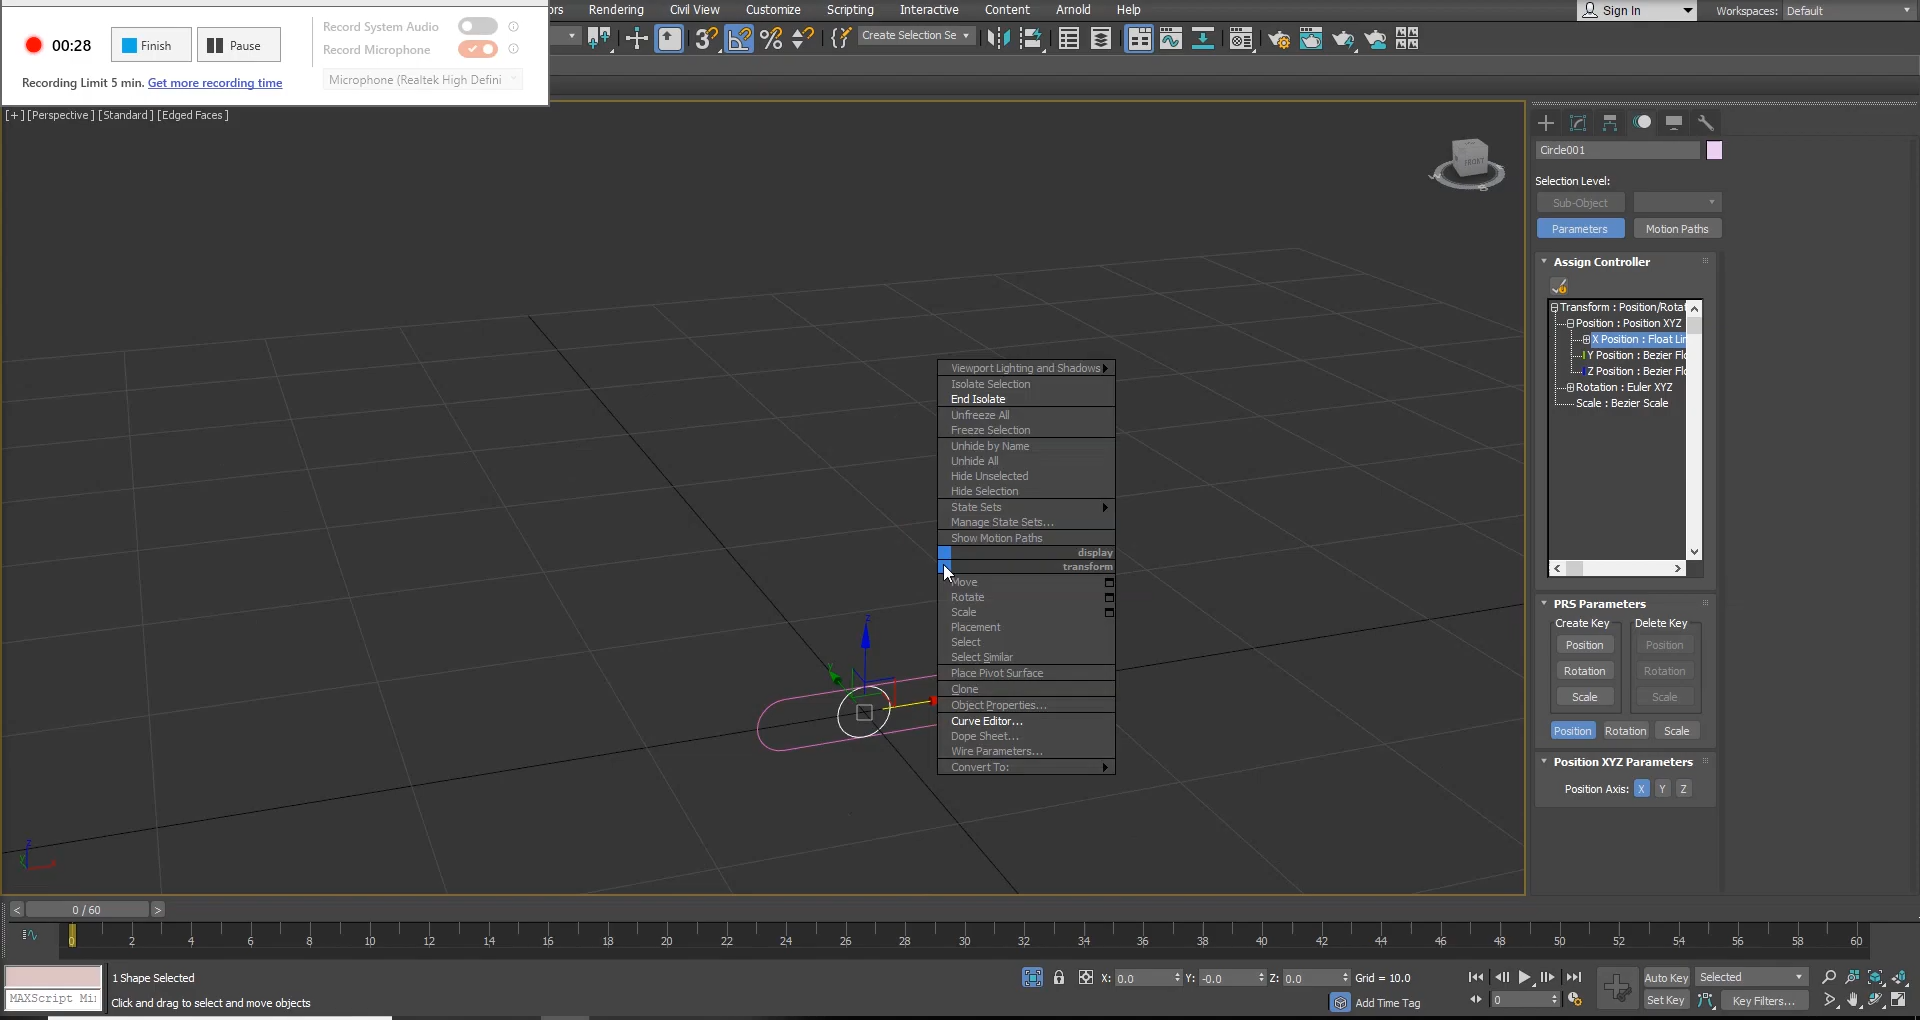 ors Rendering Civil View Customize Scripting Interactive Content Arnold Help Sign In Workspaces: Default
00:28 Finish Pause
Record System Audio
Record Microphone
Microphone (Realtek High Defini
Recording Limit 5 min. Get more recording time
Create Selection Se
[+] [Perspective ] [Standard ] [Edged Faces ]
FRONT
Circle001
Selection Level:
Sub-Object
Parameters Motion Paths
Assign Controller
Transform : Position/Rotat
Position : Position XYZ
X Position : Float Lin
Y Position : Bezier Flo
Z Position : Bezier Flo
Rotation : Euler XYZ
Scale : Bezier Scale
PRS Parameters
Create Key Delete Key
Position Position
Rotation Rotation
Scale Scale
Position Rotation Scale
Position XYZ Parameters
Position Axis: X Y Z
Viewport Lighting and Shadows
Isolate Selection
End Isolate
Unfreeze All
Freeze Selection
Unhide by Name
Unhide All
Hide Unselected
Hide Selection
State Sets
Manage State Sets...
Show Motion Paths
display
transform
Move
Rotate
Scale
Placement
Select
Select Similar
Place Pivot Surface
Clone
Object Properties...
Curve Editor...
Dope Sheet...
Wire Parameters...
Convert To:
z
y
z
y
< 0 / 60 >
0 2 4 6 8 10 12 14 16 18 20 22 24 26 28 30 32 34 36 38 40 42 44 46 48 50 52 54 56 58 60
1 Shape Selected
X: 0.0 Y: -0.0 Z: 0.0 Grid = 10.0
Auto Key Selected
MAXScript Mi
Click and drag to select and move objects
Add Time Tag
0
Set Key Key Filters...